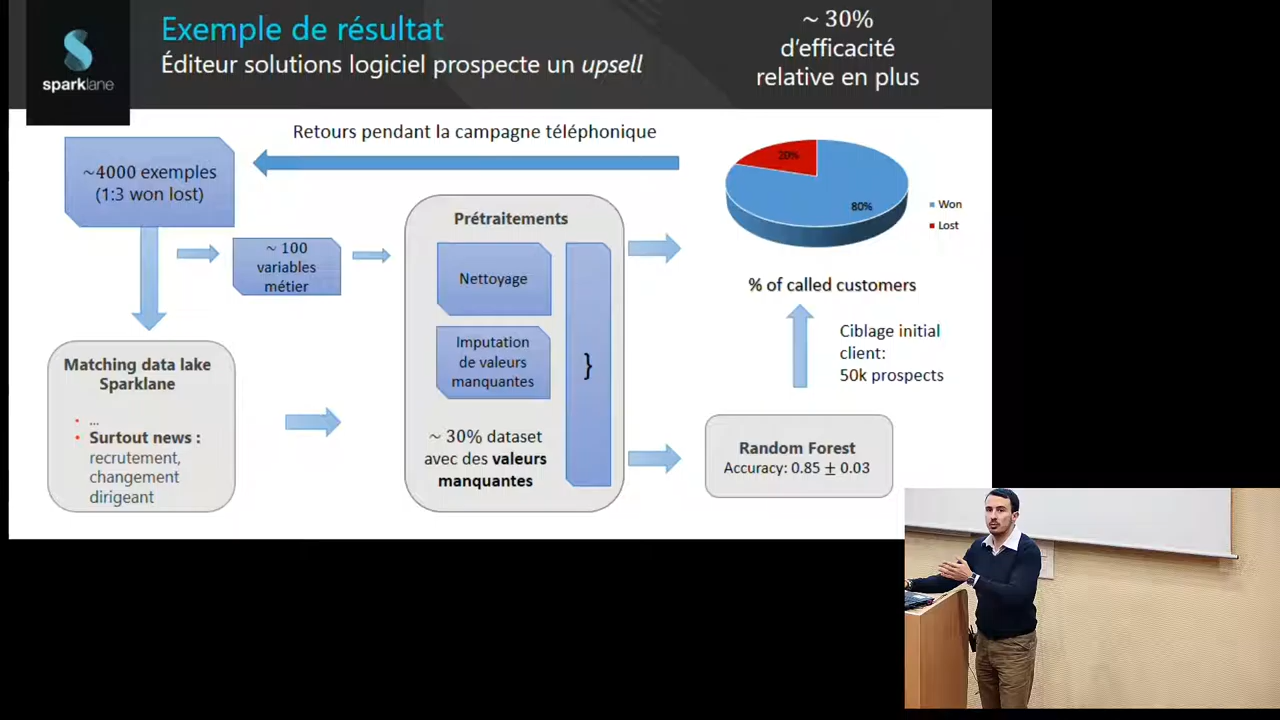 sparklane
Exemple de résultat
Éditeur solutions logiciel prospecte un upsell
~ 30%
d'efficacité
relative en plus
Retours pendant la campagne téléphonique
~4000 exemples
(1:3 won lost)
~ 100
variables
métier
Matching data lake
Sparklane
• ...
• Surtout news :
recrutement,
changement
dirigeant
Prétraitements
Nettoyage
Imputation
de valeurs
manquantes
}
~ 30% dataset
avec des valeurs
manquantes
20%
80%
Won
Lost
% of called customers
Ciblage initial
client:
50k prospects
Random Forest
Accuracy: 0.85 ± 0.03